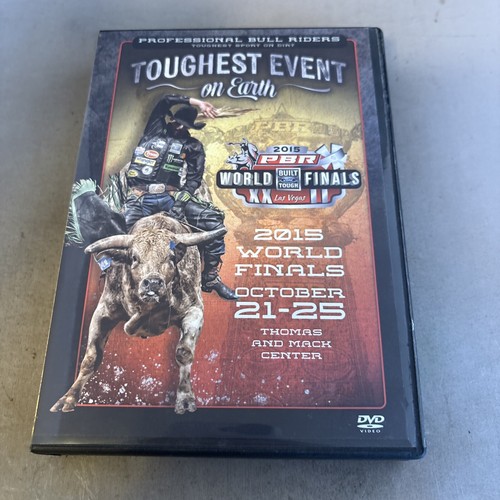 PROFESSIONAL BULL RIDERS
TOUGHEST SPORT ON DIRT
TOUGHEST EVENT
on Earth
2015
PBR
WORLD BUILT Ford TOUGH FINALS
Las Vegas
2015
WORLD
FINALS
OCTOBER
21-25
THOMAS
AND MACK
CENTER
DVD
VIDEO